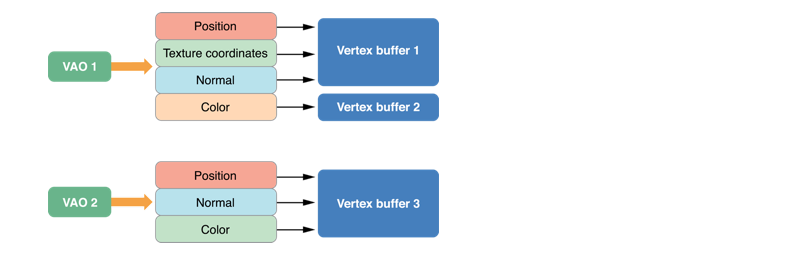 Position
Texture coordinates
VAO 1
Normal
Color
Vertex buffer 1
Vertex buffer 2
Position
VAO 2
Normal
Color
Vertex buffer 3